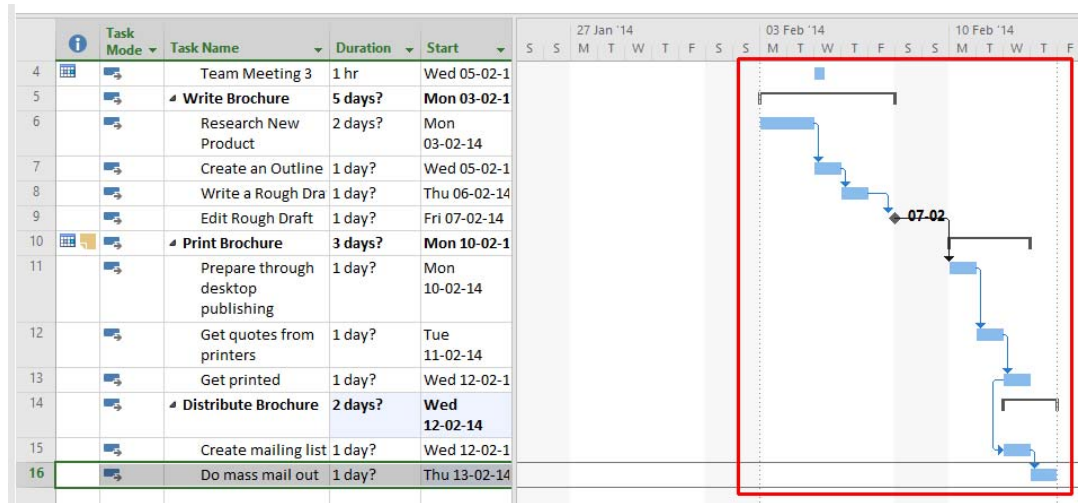 Task Mode Task Name Duration Start
27 Jan '14 03 Feb '14 10 Feb '14
S S M T W T F S S M T W T F S S M T W T F
4 Team Meeting 3 1 hr Wed 05-02-1
5 Write Brochure 5 days? Mon 03-02-1
6 Research New Product 2 days? Mon 03-02-14
7 Create an Outline 1 day? Wed 05-02-1
8 Write a Rough Dra 1 day? Thu 06-02-14
9 Edit Rough Draft 1 day? Fri 07-02-14
07-02
10 Print Brochure 3 days? Mon 10-02-1
11 Prepare through desktop publishing 1 day? Mon 10-02-14
12 Get quotes from printers 1 day? Tue 11-02-14
13 Get printed 1 day? Wed 12-02-1
14 Distribute Brochure 2 days? Wed 12-02-14
15 Create mailing list 1 day? Wed 12-02-1
16 Do mass mail out 1 day? Thu 13-02-14